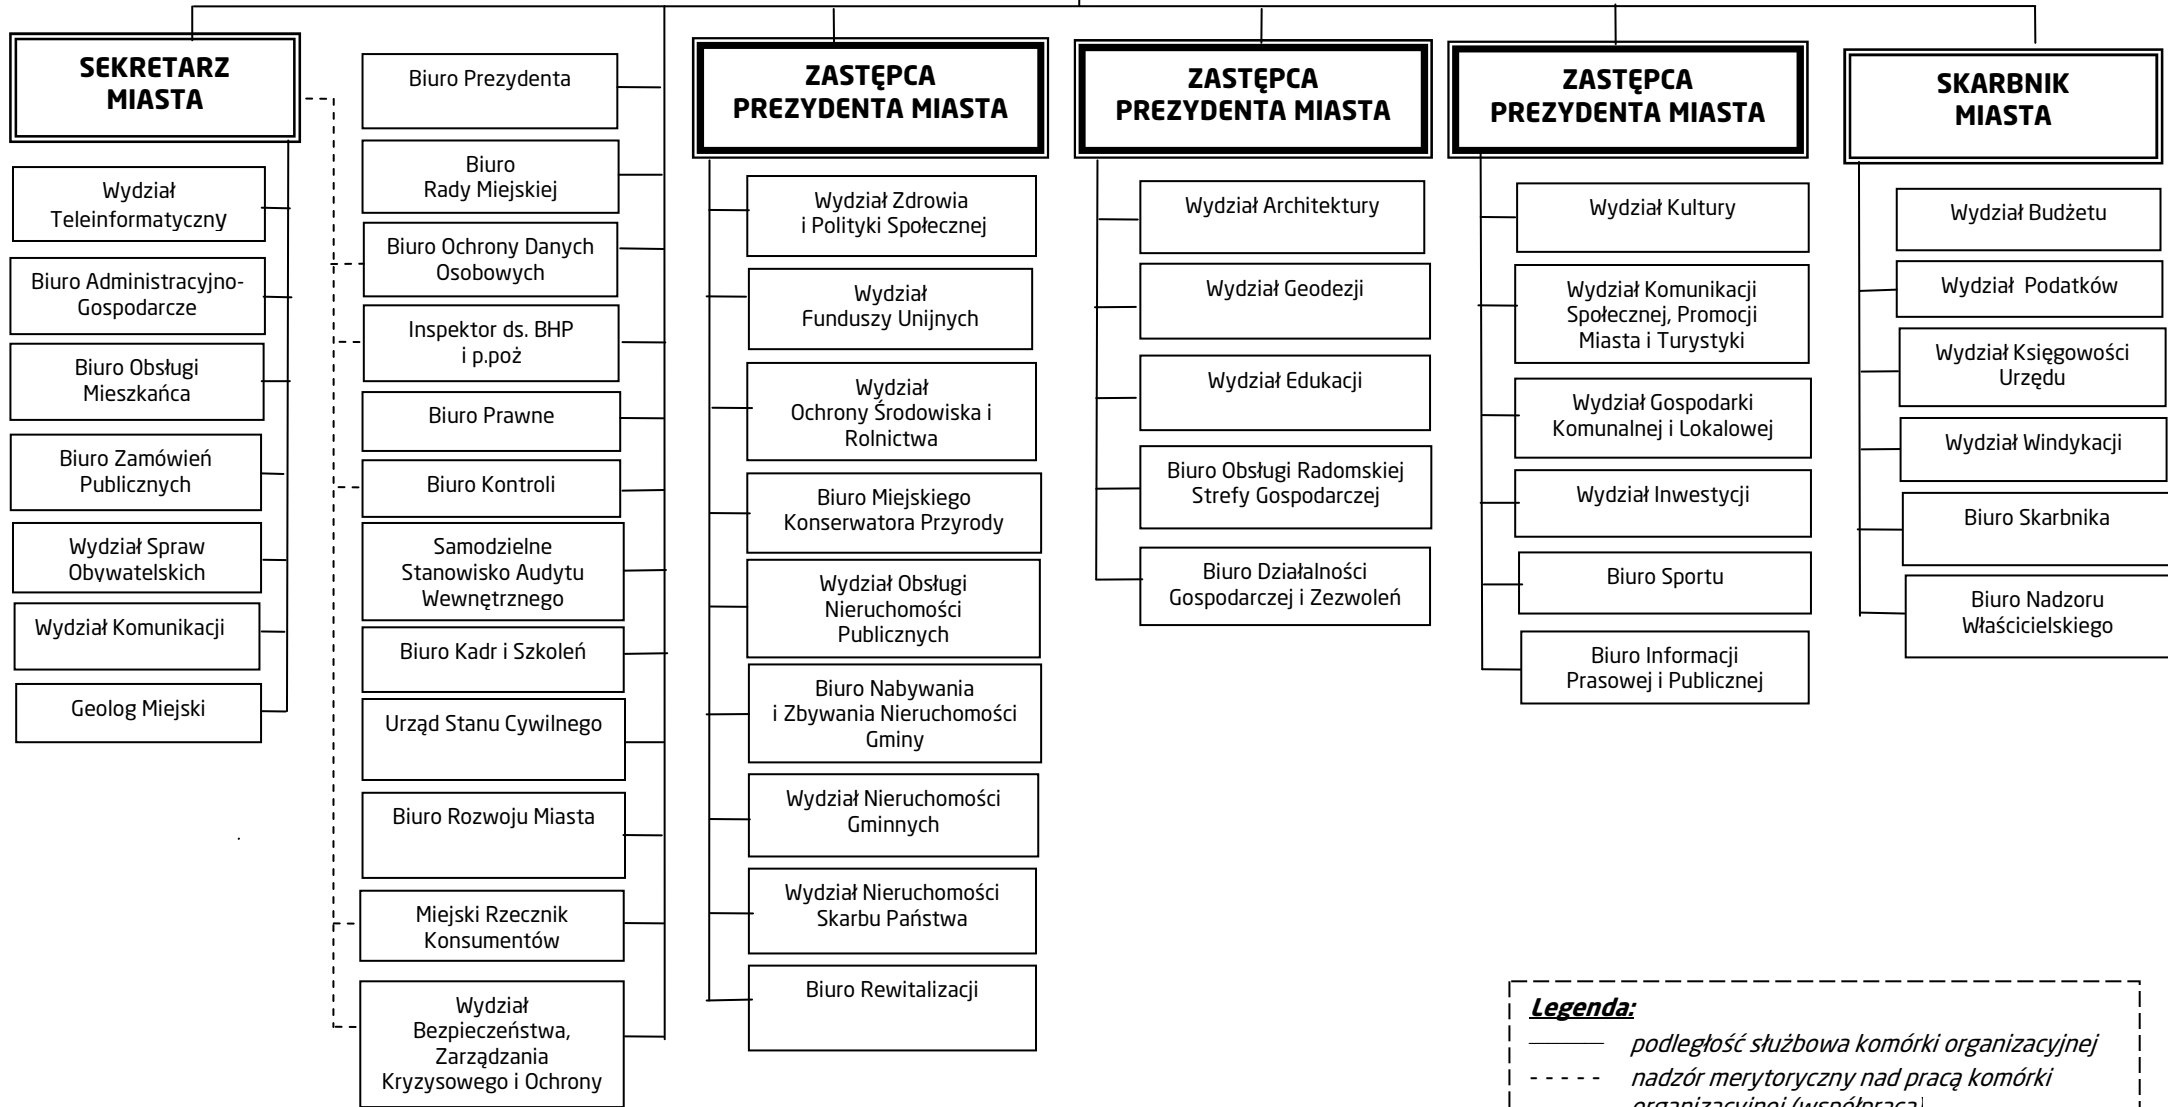 SEKRETARZ
MIASTA
Wydział
Teleinformatyczny
Biuro Administracyjno-
Gospodarcze
Biuro Obsługi
Mieszkańca
Biuro Zamówień
Publicznych
Wydział Spraw
Obywatelskich
Wydział Komunikacji
Geolog Miejski
Biuro Prezydenta
Biuro
Rady Miejskiej
Biuro Ochrony Danych
Osobowych
Inspektor ds. BHP
i p.poż
Biuro Prawne
Biuro Kontroli
Samodzielne
Stanowisko Audytu
Wewnętrznego
Biuro Kadr i Szkoleń
Urząd Stanu Cywilnego
Biuro Rozwoju Miasta
Miejski Rzecznik
Konsumentów
Wydział
Bezpieczeństwa,
Zarządzania
Kryzysowego i Ochrony
ZASTĘPCA
PREZYDENTA MIASTA
Wydział Zdrowia
i Polityki Społecznej
Wydział
Funduszy Unijnych
Wydział
Ochrony Środowiska i
Rolnictwa
Biuro Miejskiego
Konserwatora Przyrody
Wydział Obsługi
Nieruchomości
Publicznych
Biuro Nabywania
i Zbywania Nieruchomości
Gminy
Wydział Nieruchomości
Gminnych
Wydział Nieruchomości
Skarbu Państwa
Biuro Rewitalizacji
ZASTĘPCA
PREZYDENTA MIASTA
Wydział Architektury
Wydział Geodezji
Wydział Edukacji
Biuro Obsługi Radomskiej
Strefy Gospodarczej
Biuro Działalności
Gospodarczej i Zezwoleń
ZASTĘPCA
PREZYDENTA MIASTA
Wydział Kultury
Wydział Komunikacji
Społecznej, Promocji
Miasta i Turystyki
Wydział Gospodarki
Komunalnej i Lokalowej
Wydział Inwestycji
Biuro Sportu
Biuro Informacji
Prasowej i Publicznej
SKARBNIK
MIASTA
Wydział Budżetu
Wydział Podatków
Wydział Księgowości
Urzędu
Wydział Windykacji
Biuro Skarbnika
Biuro Nadzoru
Właścicielskiego
Legenda:
podległość służbowa komórki organizacyjnej
nadzór merytoryczny nad pracą komórki
organizacyjnej (współpraca)